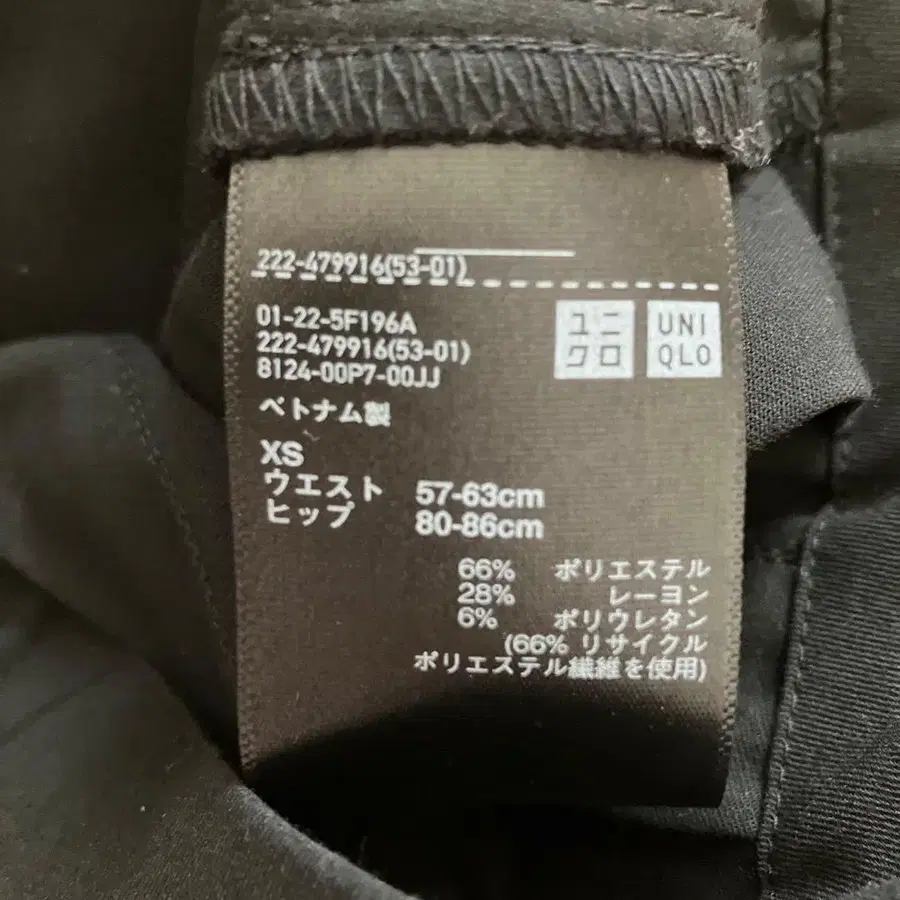 222-479916(53-01)
01-22-5F196A
222-479916(53-01)
8124-00P7-00JJ
ユニ
クロ
UNI
QLO
ベトナム製
XS
ウエスト 57-63cm
ヒップ 80-86cm
66% ポリエステル
28% レーヨン
6% ポリウレタン
(66% リサイクル
ポリエステル繊維を使用)